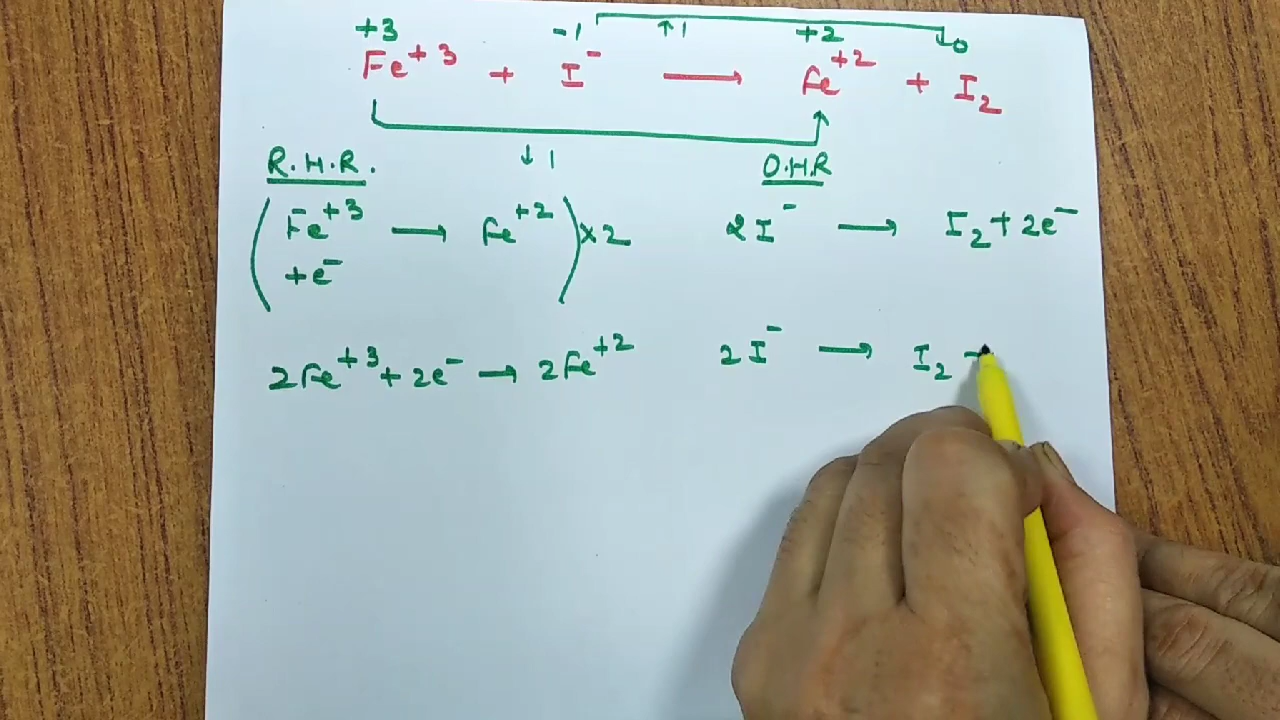 +3 -1 ↑1 +2 0
Fe⁺³ + I⁻ ⟶ Fe⁺² + I₂
↓1
R.H.R. O.H.R
(Fe⁺³ ⟶ Fe⁺²) ×2 2I⁻ ⟶ I₂ + 2e⁻
+e⁻
2Fe⁺³ + 2e⁻ → 2Fe⁺² 2I⁻ ⟶ I₂